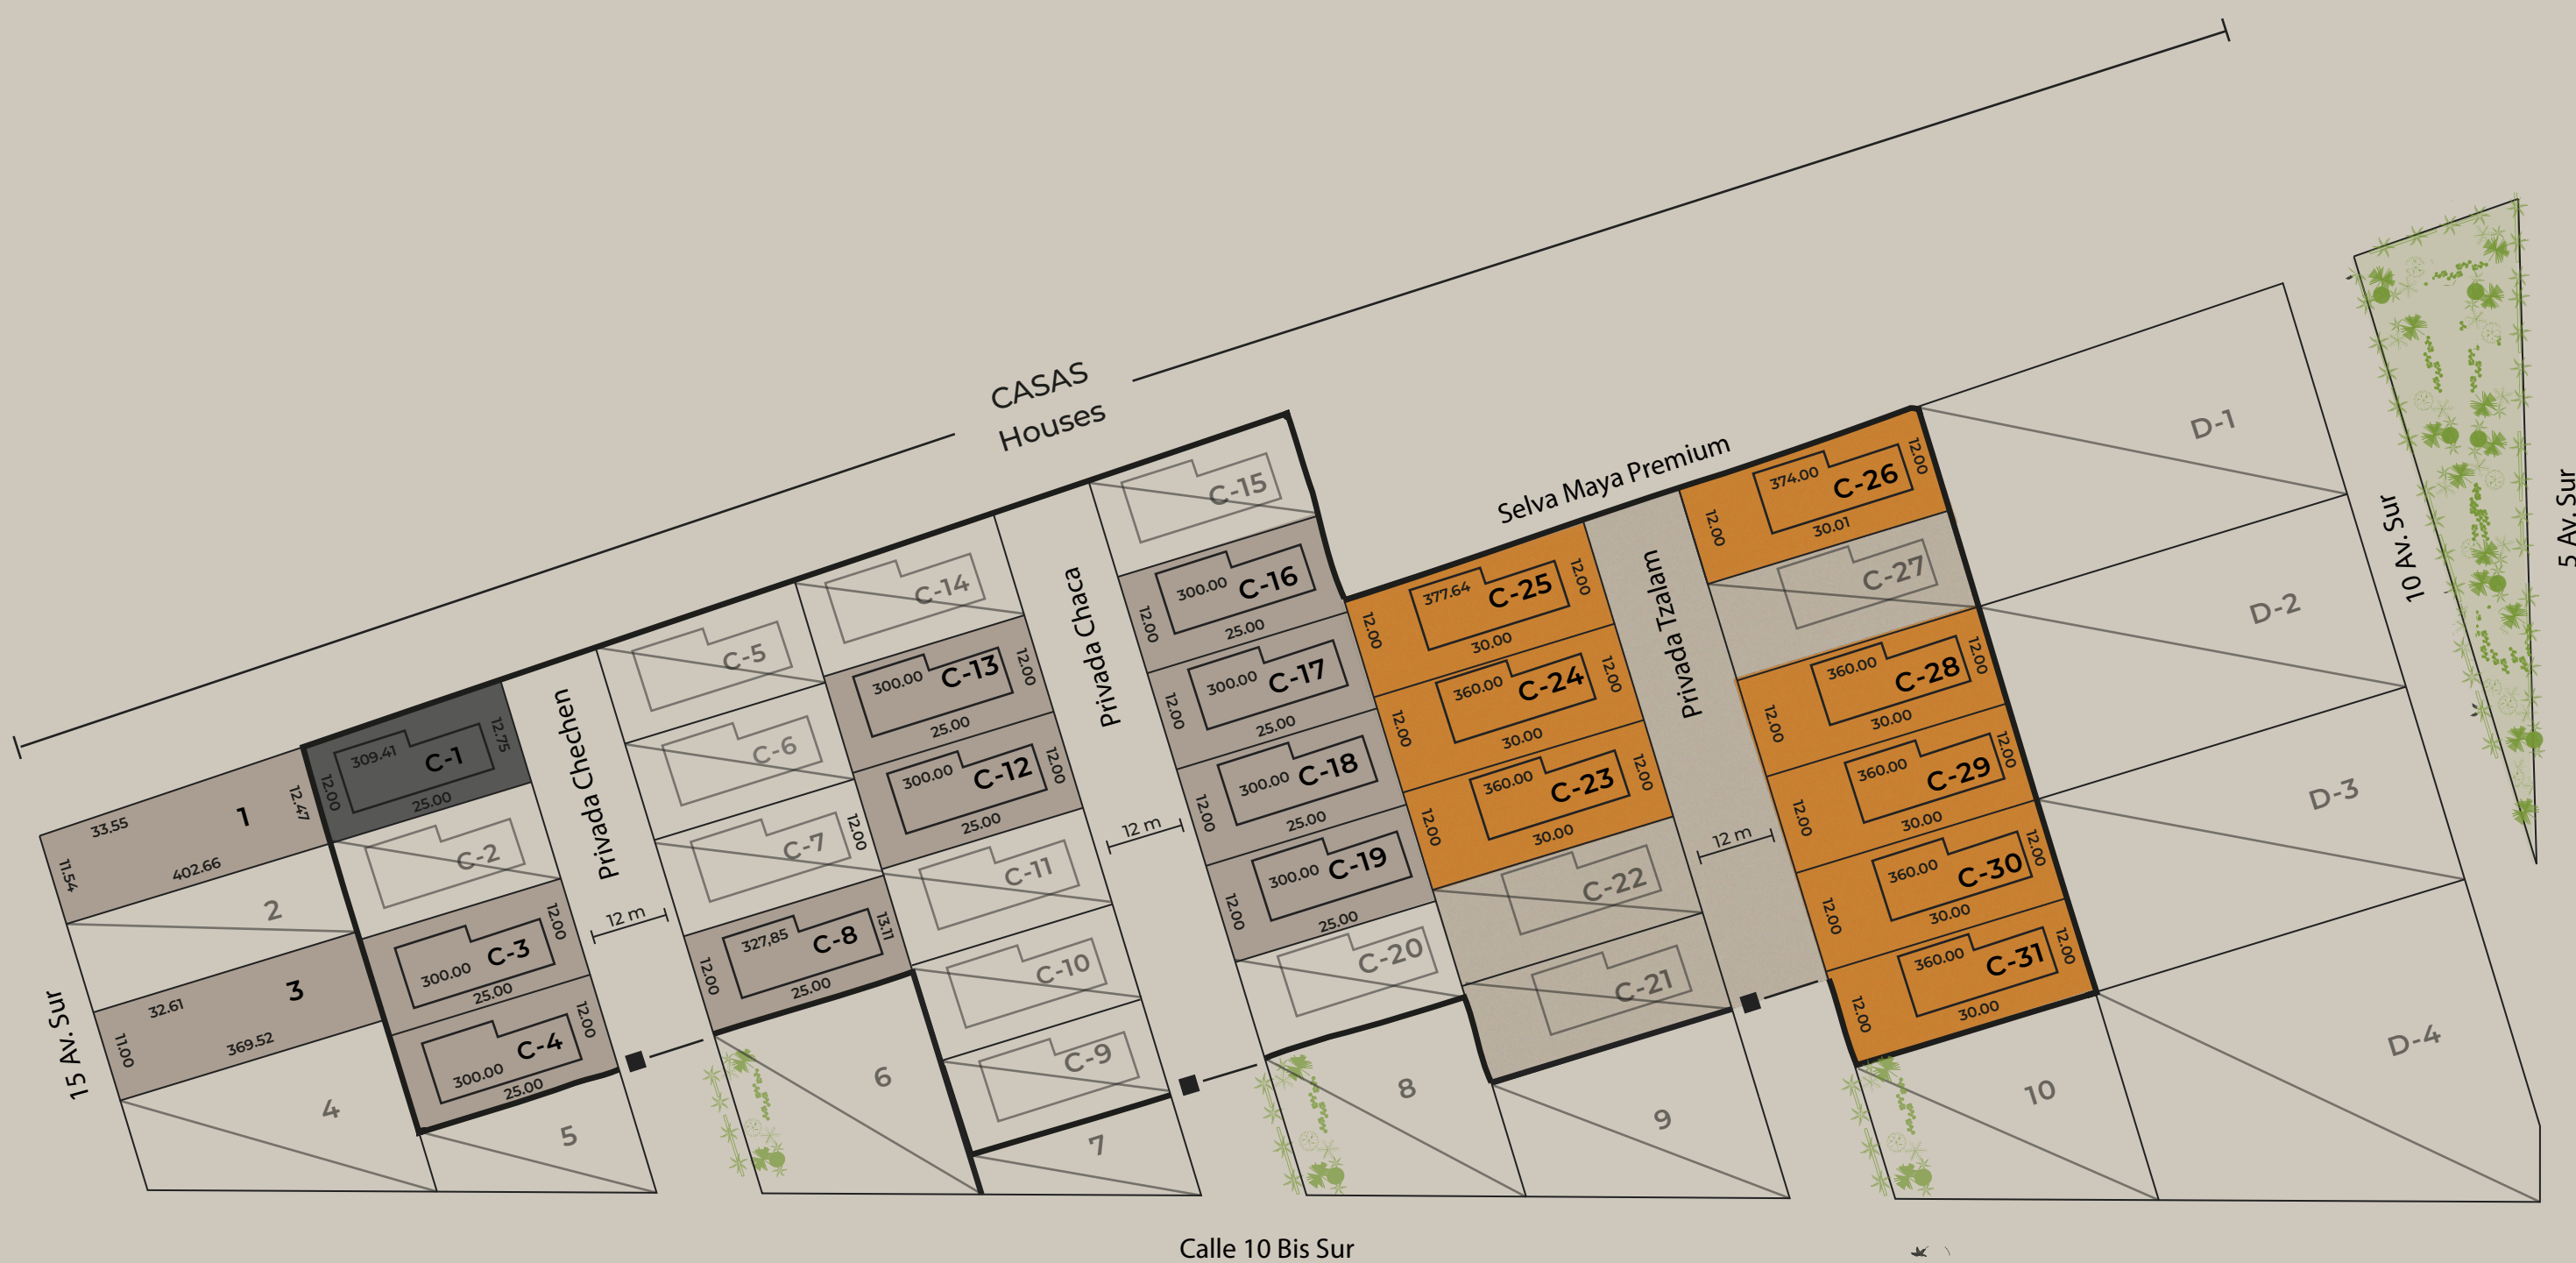 CASAS
Houses
Selva Maya Premium
15 Av. Sur
33.55
1
12.47
11.54
402.66
2
32.61
3
11.00
369.52
4
5
309.41
C-1
12.75
12.00
25.00
C-2
C-3
12.00
300.00
25.00
C-4
12.00
300.00
25.00
Privada Chechen
12 m
C-5
C-6
C-7
12.00
327,85
C-8
13.11
12.00
25.00
6
C-14
300.00
C-13
12.00
25.00
300.00
C-12
12.00
25.00
C-11
C-10
C-9
7
Privada Chaca
12 m
C-15
300.00
C-16
12.00
25.00
300.00
C-17
12.00
25.00
300.00
C-18
12.00
25.00
300.00
C-19
12.00
25.00
C-20
8
377.64
C-25
12.00
12.00
30.00
360.00
C-24
12.00
12.00
30.00
360.00
C-23
12.00
12.00
30.00
C-22
C-21
9
Privada Tzalam
12 m
374.00
C-26
12.00
12.00
30.01
C-27
360.00
C-28
12.00
12.00
30.00
360.00
C-29
12.00
12.00
30.00
360.00
C-30
12.00
12.00
30.00
360.00
C-31
12.00
12.00
30.00
10
D-1
D-2
D-3
D-4
10 Av. Sur
5 Av. Sur
Calle 10 Bis Sur